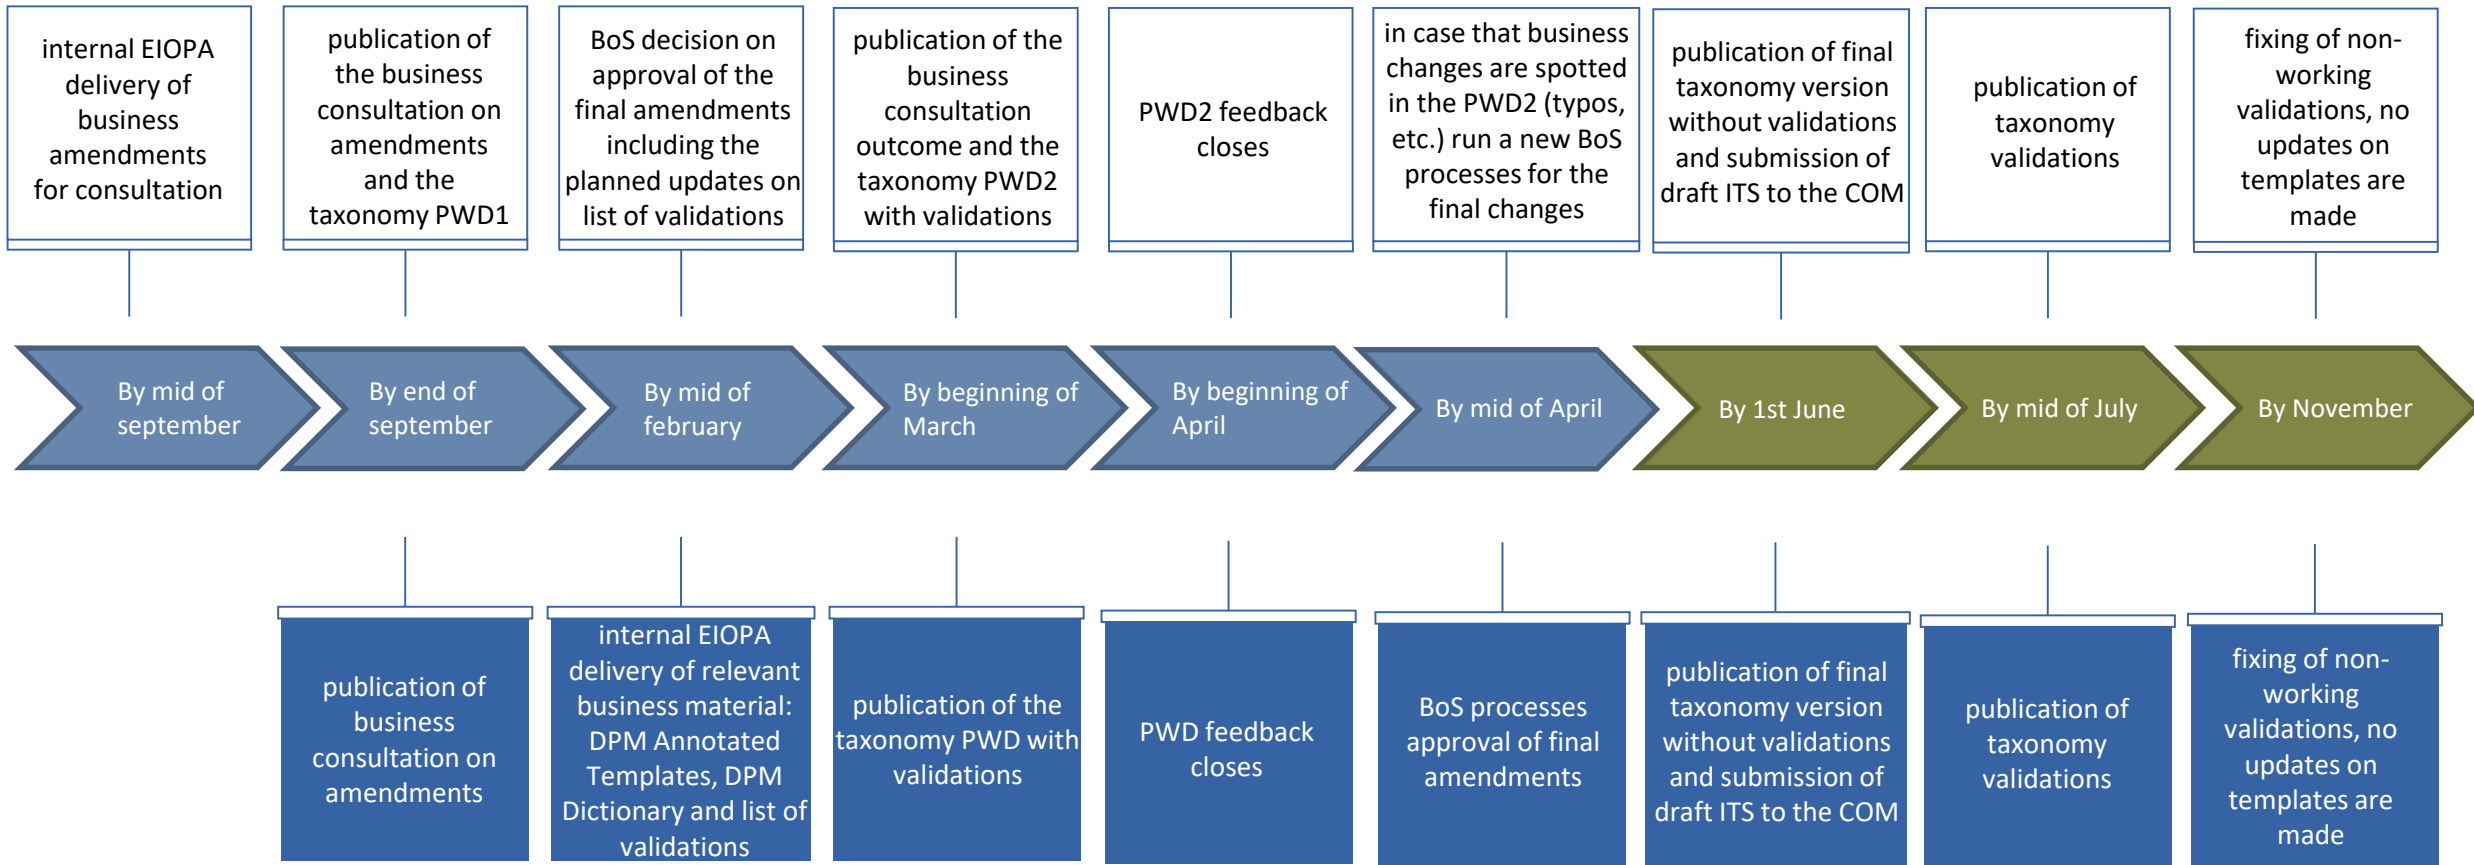 internal EIOPA
delivery of
business
amendments
for consultation
publication of
the business
consultation on
amendments
and the
taxonomy PWD1
BoS decision on
approval of the
final amendments
including the
planned updates on
list of validations
publication of the
business
consultation
outcome and the
taxonomy PWD2
with validations
PWD2 feedback
closes
in case that business
changes are spotted
in the PWD2 (typos,
etc.) run a new BoS
processes for the
final changes
publication of final
taxonomy version
without validations
and submission of
draft ITS to the COM
publication of
taxonomy
validations
fixing of non-
working
validations, no
updates on
templates are
made
By mid of
september
By end of
september
By mid of
february
By beginning of
March
By beginning of
April
By mid of April
By 1st June
By mid of July
By November
publication of
business
consultation on
amendments
internal EIOPA
delivery of relevant
business material:
DPM Annotated
Templates, DPM
Dictionary and list of
validations
publication of the
taxonomy PWD with
validations
PWD feedback
closes
BoS processes
approval of final
amendments
publication of final
taxonomy version
without validations
and submission of
draft ITS to the COM
publication of
taxonomy
validations
fixing of non-
working
validations, no
updates on
templates are
made